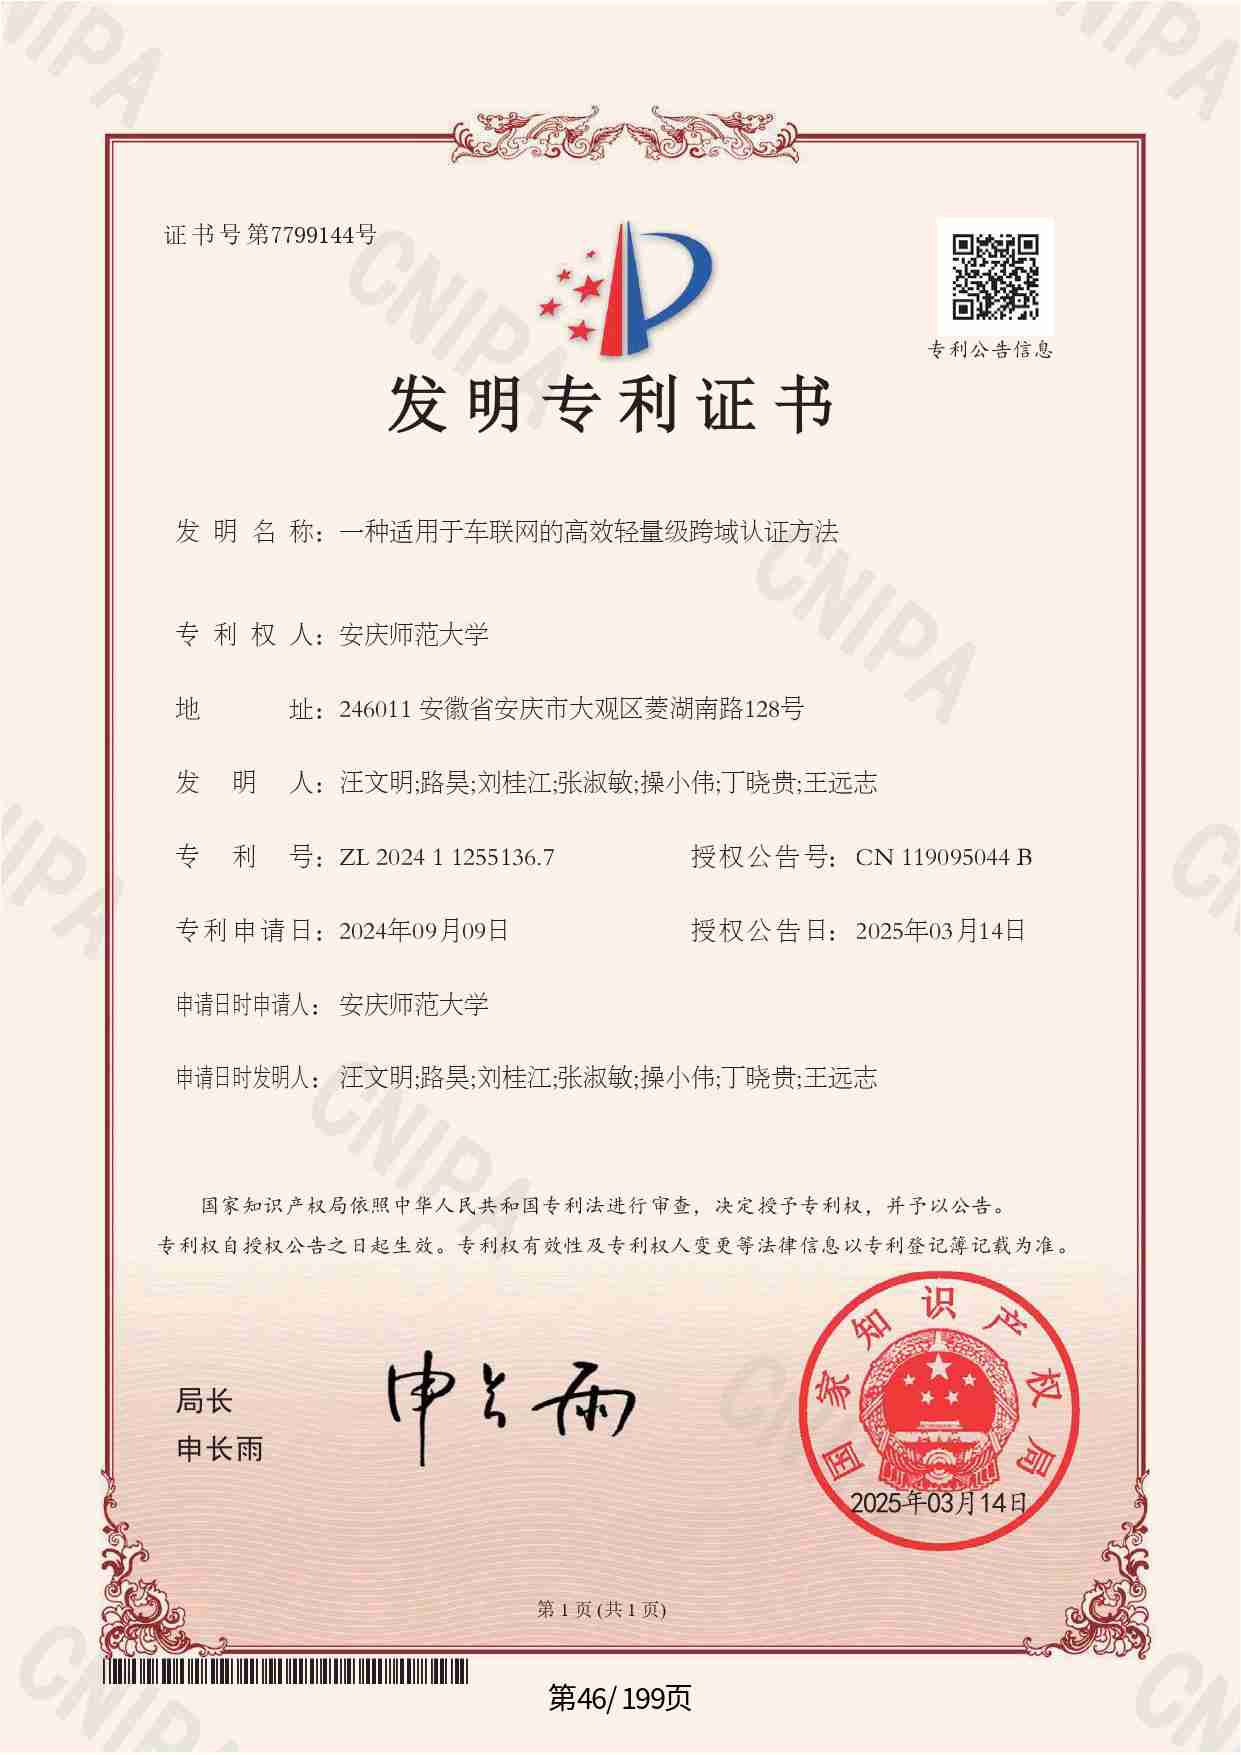 证书号第7799144号
专利公告信息
发明专利证书
发明名称：一种适用于车联网的高效轻量级跨域认证方法
专利权人：安庆师范大学
地址：246011 安徽省安庆市大观区菱湖南路128号
发明人：汪文明;路昊;刘桂江;张淑敏;操小伟;丁晓贵;王远志
专利号：ZL 2024 1 1255136.7 授权公告号：CN 119095044 B
专利申请日：2024年09月09日 授权公告日：2025年03月14日
申请日时申请人：安庆师范大学
申请日时发明人：汪文明;路昊;刘桂江;张淑敏;操小伟;丁晓贵;王远志
国家知识产权局依照中华人民共和国专利法进行审查，决定授予专利权，并予以公告。
专利权自授权公告之日起生效。专利权有效性及专利权人变更等法律信息以专利登记簿记载为准。
局长
申长雨
申长雨
国家知识产权局
2025年03月14日
第 1 页 (共 1 页)
第46/199页
CNIPA
CNIPA
CNIPA
CNIPA
CNIPA
CNIPA